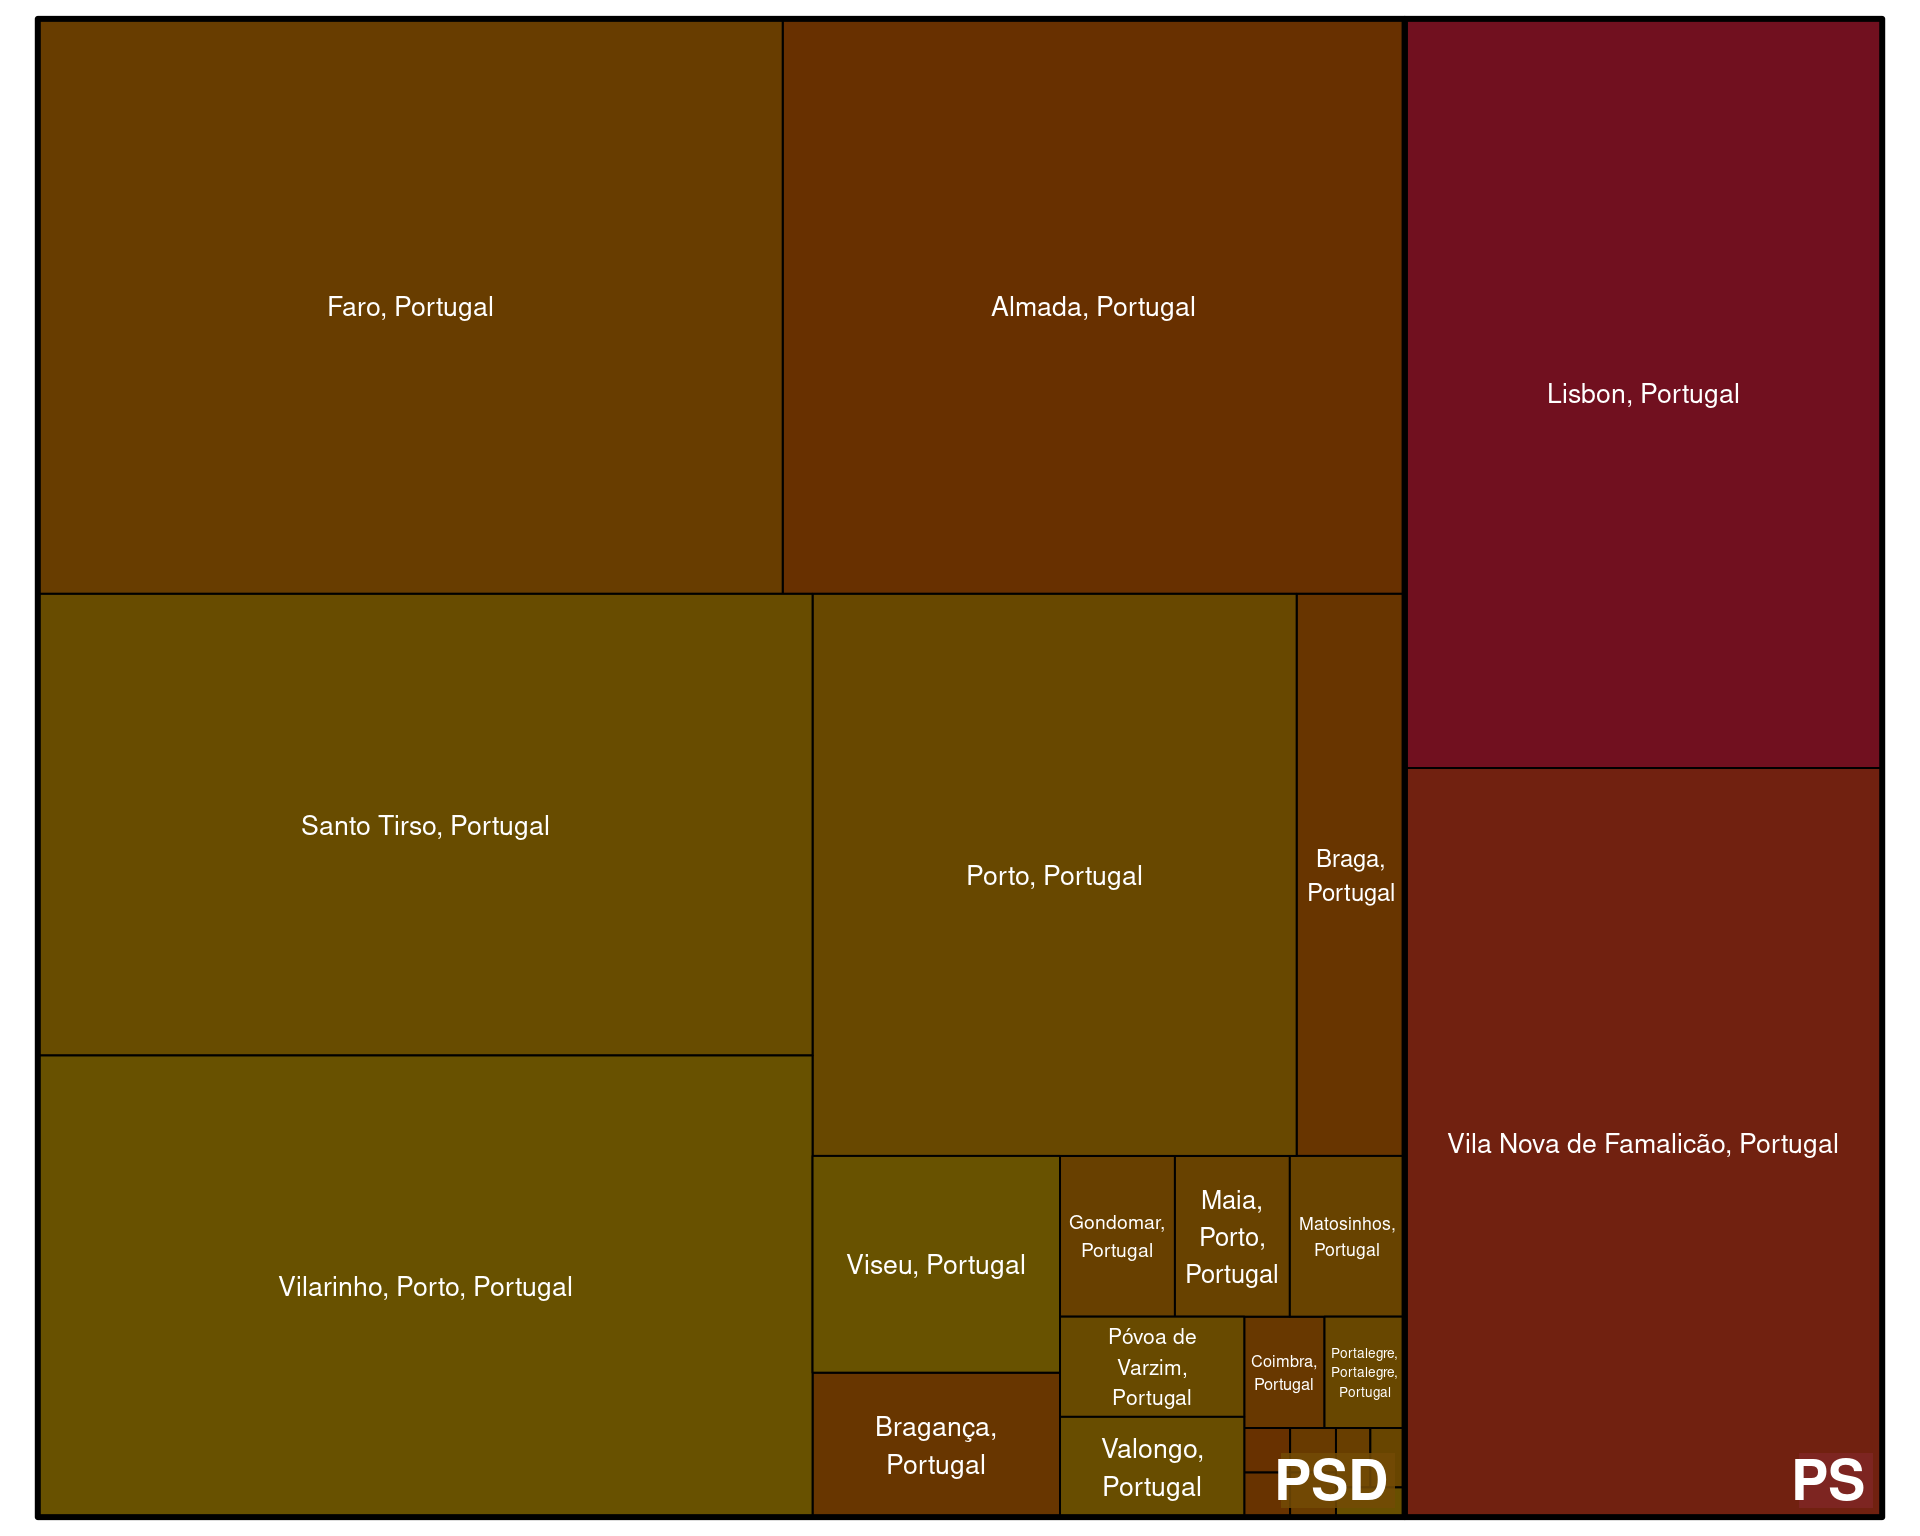 Faro, Portugal
Almada, Portugal
Lisbon, Portugal
Santo Tirso, Portugal
Porto, Portugal
Braga,
Portugal
Vilarinho, Porto, Portugal
Vila Nova de Famalicão, Portugal
Viseu, Portugal
Gondomar,
Portugal
Maia,
Porto,
Portugal
Matosinhos,
Portugal
Póvoa de
Varzim,
Portugal
Coimbra,
Portugal
Portalegre,
Portalegre,
Portugal
Bragança,
Portugal
Valongo,
Portugal
PSD
PS